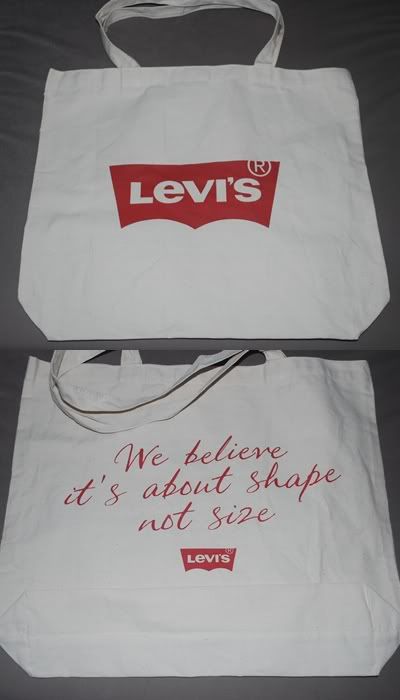 LEVI'S ®
We believe
it's about shape
not size
LEVI'S ®